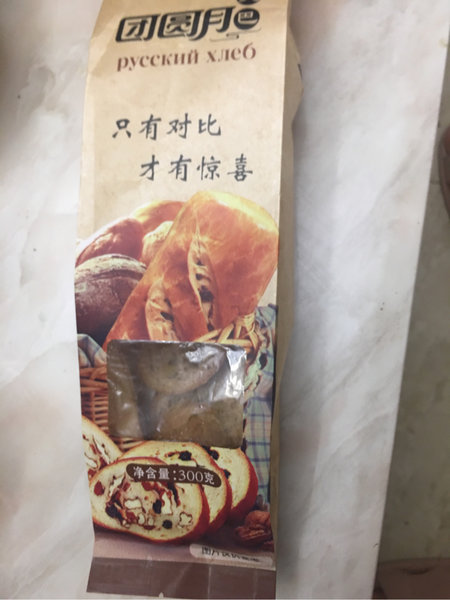 团圆月
русский хлеб
只有对比
才有惊喜
净含量:300克